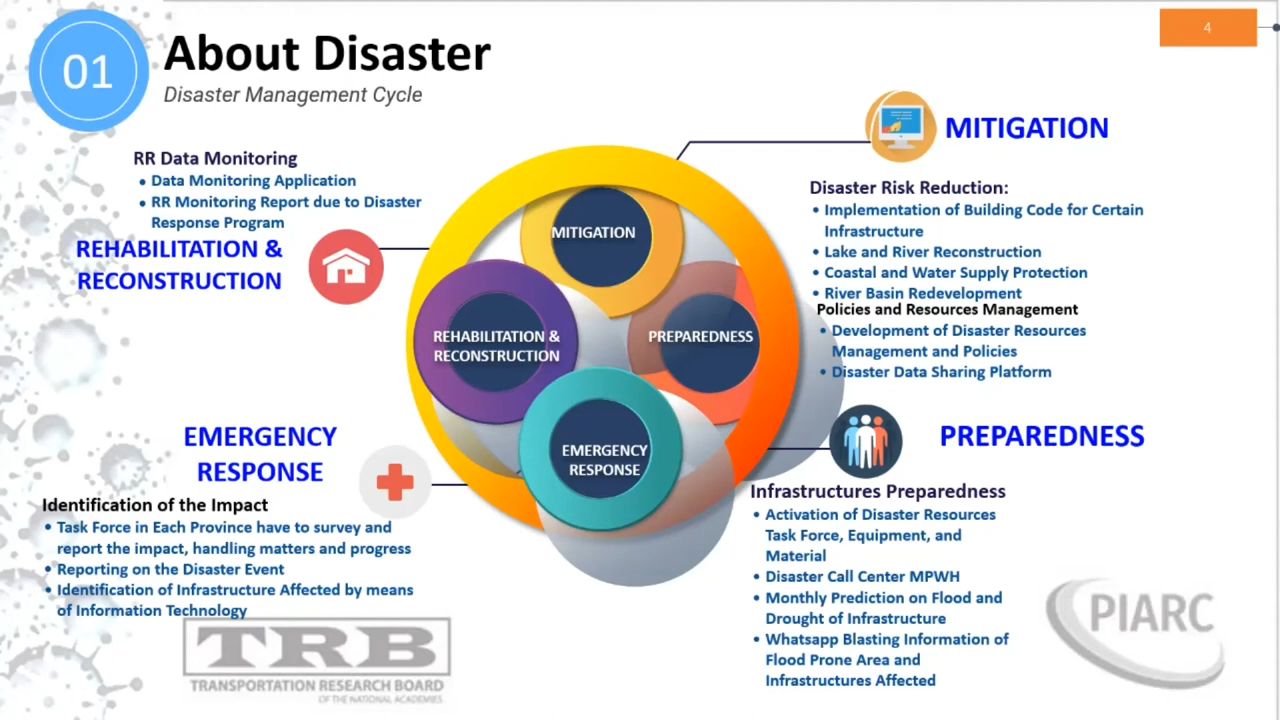 01
About Disaster
Disaster Management Cycle
4
RR Data Monitoring
• Data Monitoring Application
• RR Monitoring Report due to Disaster
Response Program
REHABILITATION &
RECONSTRUCTION
MITIGATION
Disaster Risk Reduction:
• Implementation of Building Code for Certain
Infrastructure
• Lake and River Reconstruction
• Coastal and Water Supply Protection
• River Basin Redevelopment
Policies and Resources Management
• Development of Disaster Resources
Management and Policies
• Disaster Data Sharing Platform
MITIGATION
REHABILITATION &
RECONSTRUCTION
PREPAREDNESS
EMERGENCY
RESPONSE
EMERGENCY
RESPONSE
Identification of the Impact
• Task Force in Each Province have to survey and
report the impact, handling matters and progress
• Reporting on the Disaster Event
• Identification of Infrastructure Affected by means
of Information Technology
PREPAREDNESS
Infrastructures Preparedness
• Activation of Disaster Resources
Task Force, Equipment, and
Material
• Disaster Call Center MPWH
• Monthly Prediction on Flood and
Drought of Infrastructure
• Whatsapp Blasting Information of
Flood Prone Area and
Infrastructures Affected
TRB
TRANSPORTATION RESEARCH BOARD
OF THE NATIONAL ACADEMIES
PIARC